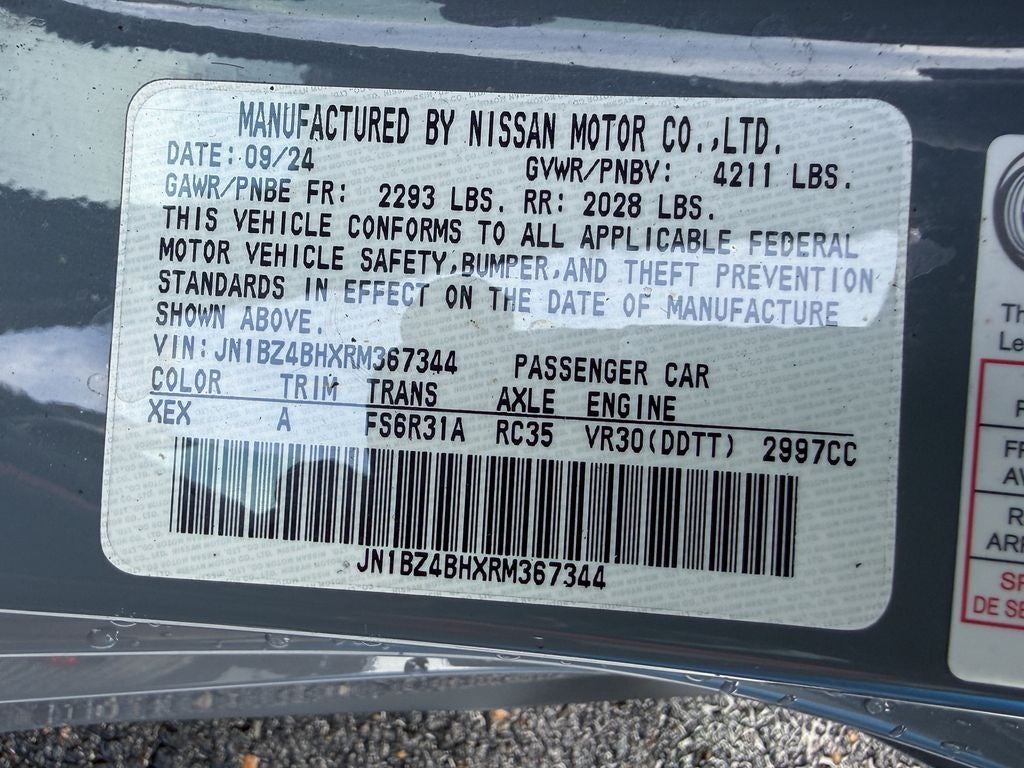 MANUFACTURED BY NISSAN MOTOR CO.,LTD.
DATE: 09/24 GVWR/PNBV: 4211 LBS.
GAWR/PNBE FR: 2293 LBS. RR: 2028 LBS.
THIS VEHICLE CONFORMS TO ALL APPLICABLE FEDERAL
MOTOR VEHICLE SAFETY,BUMPER,AND THEFT PREVENTION
STANDARDS IN EFFECT ON THE DATE OF MANUFACTURE
SHOWN ABOVE.
VIN: JN1BZ4BHXRM367344 PASSENGER CAR
COLOR TRIM TRANS AXLE ENGINE
XEX A FS6R31A RC35 VR30(DDTT) 2997CC
JN1BZ4BHXRM367344
DE SE